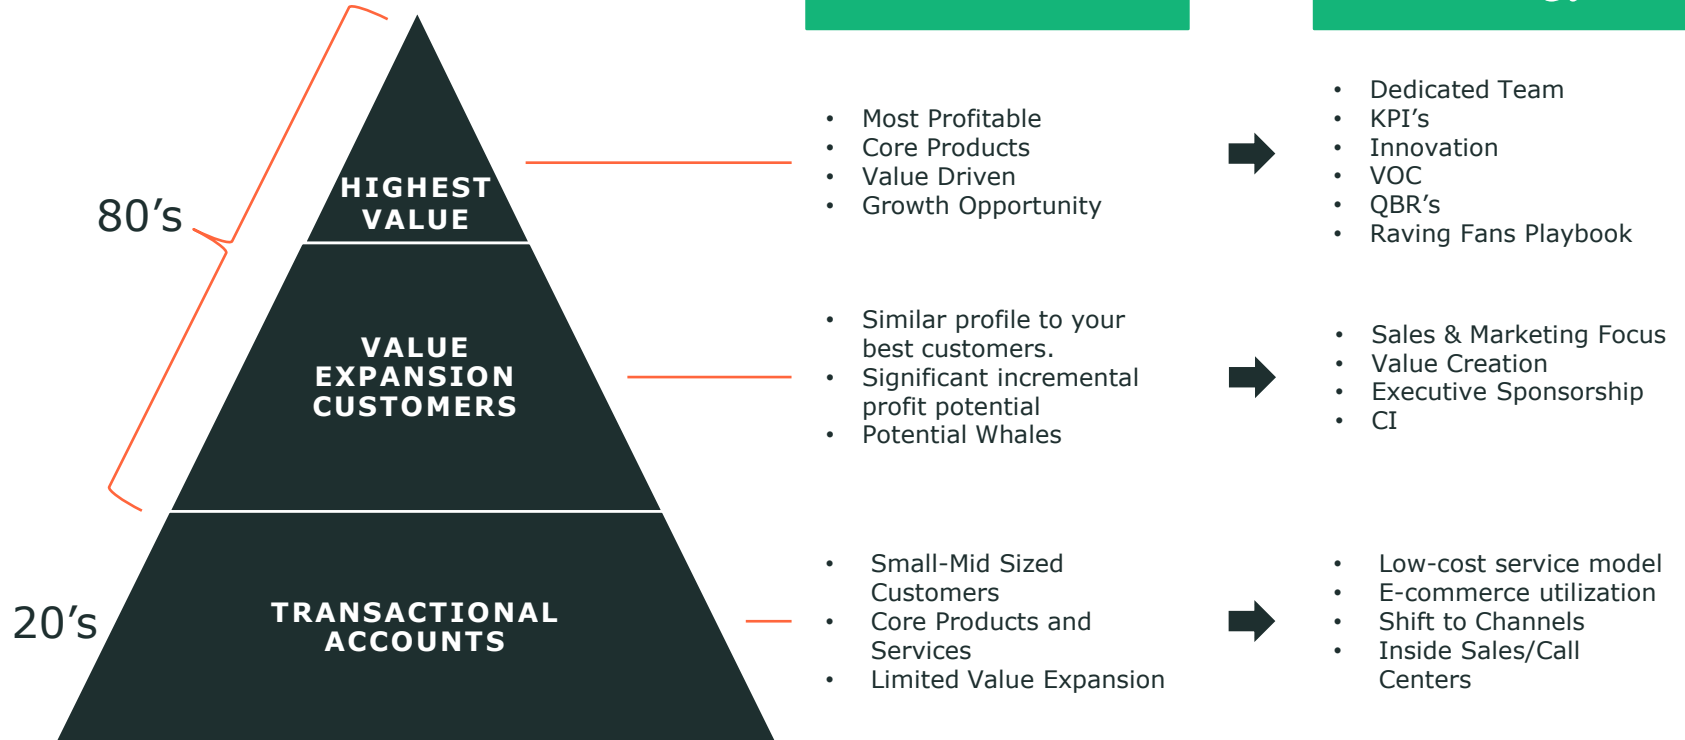 80's
20's
HIGHEST
VALUE
VALUE
EXPANSION
CUSTOMERS
TRANSACTIONAL
ACCOUNTS
• Most Profitable
• Core Products
• Value Driven
• Growth Opportunity
• Dedicated Team
• KPI's
• Innovation
• VOC
• QBR's
• Raving Fans Playbook
• Similar profile to your
best customers.
• Significant incremental
profit potential
• Potential Whales
• Sales & Marketing Focus
• Value Creation
• Executive Sponsorship
• CI
• Small-Mid Sized
Customers
• Core Products and
Services
• Limited Value Expansion
• Low-cost service model
• E-commerce utilization
• Shift to Channels
• Inside Sales/Call
Centers